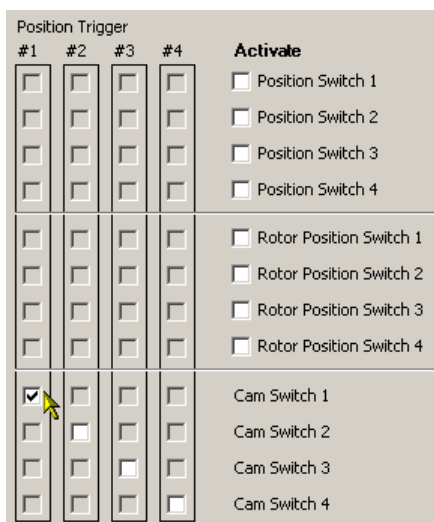 Position Trigger
#1 #2 #3 #4 Activate
Position Switch 1
Position Switch 2
Position Switch 3
Position Switch 4
Rotor Position Switch 1
Rotor Position Switch 2
Rotor Position Switch 3
Rotor Position Switch 4
Cam Switch 1
Cam Switch 2
Cam Switch 3
Cam Switch 4